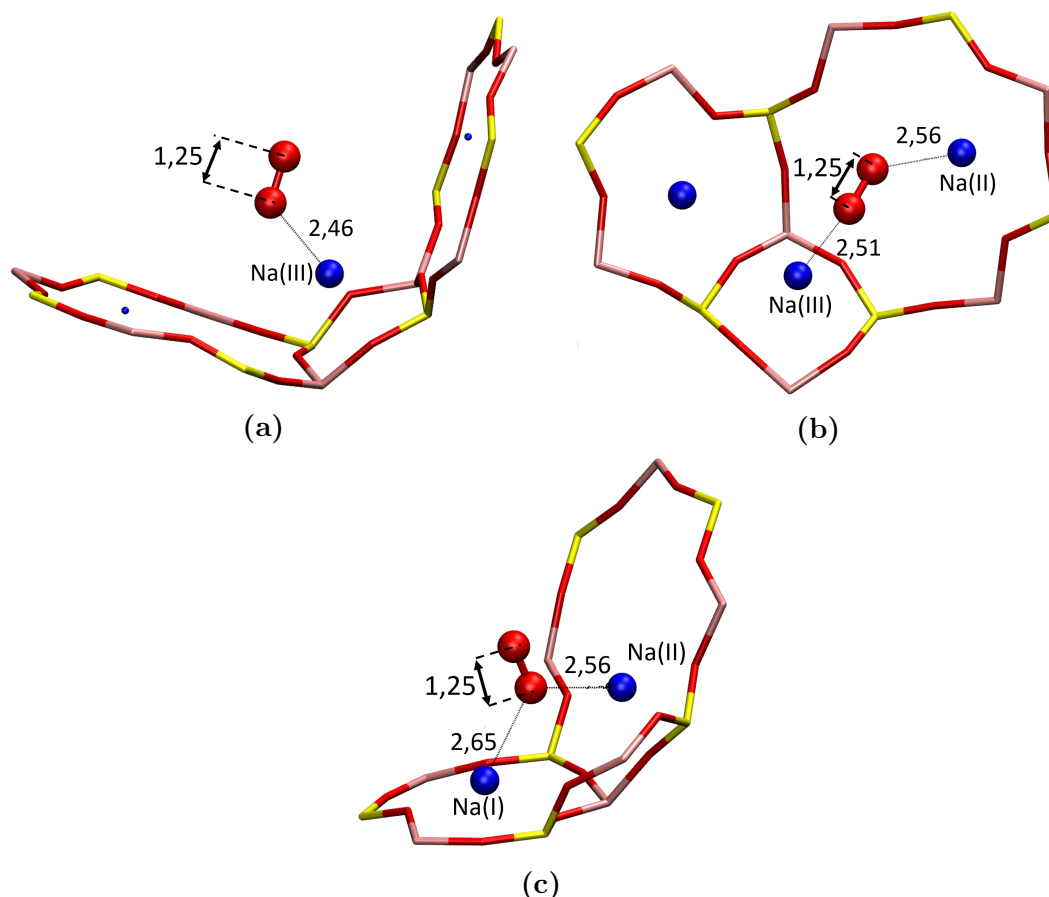 1,25
2,46
Na(III)
(a)
2,56
1,25
Na(II)
2,51
Na(III)
(b)
Na(II)
2,56
1,25
2,65
Na(I)
(c)